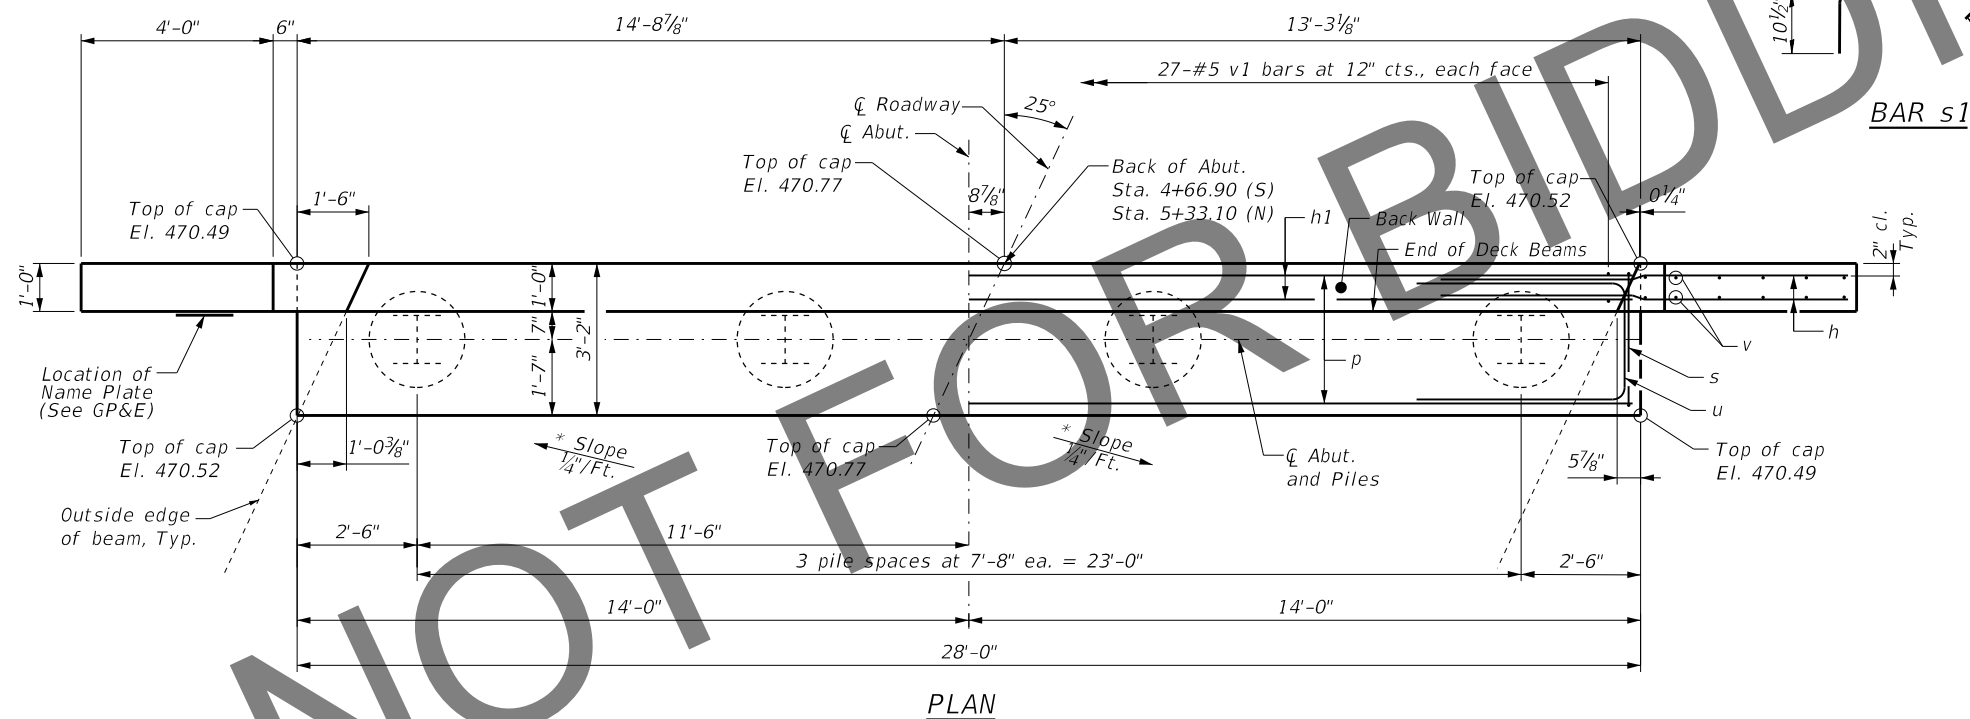 4'-0"
6"
14'-8⅞"
13'-3⅛"
10½"
27-#5 v1 bars at 12" cts., each face
BAR s1
℄ Roadway
25°
℄ Abut.
Top of cap
El. 470.77
Back of Abut.
Sta. 4+66.90 (S)
Sta. 5+33.10 (N)
8⅞"
Top of cap
El. 470.52
0¼"
1'-6"
Top of cap
El. 470.49
h1
Back Wall
End of Deck Beams
2" cl.
Typ.
1'-0"
1'-0"
7"
1'-7"
3'-2"
p
h
v
s
u
Location of
Name Plate
(See GP&E)
Top of cap
El. 470.52
1'-0⅜"
* Slope
¼"/Ft.
Top of cap
El. 470.77
* Slope
¼"/Ft.
℄ Abut.
and Piles
5⅞"
Top of cap
El. 470.49
Outside edge
of beam, Typ.
2'-6"
11'-6"
3 pile spaces at 7'-8" ea. = 23'-0"
2'-6"
14'-0"
14'-0"
28'-0"
PLAN
NOT FOR BIDDI